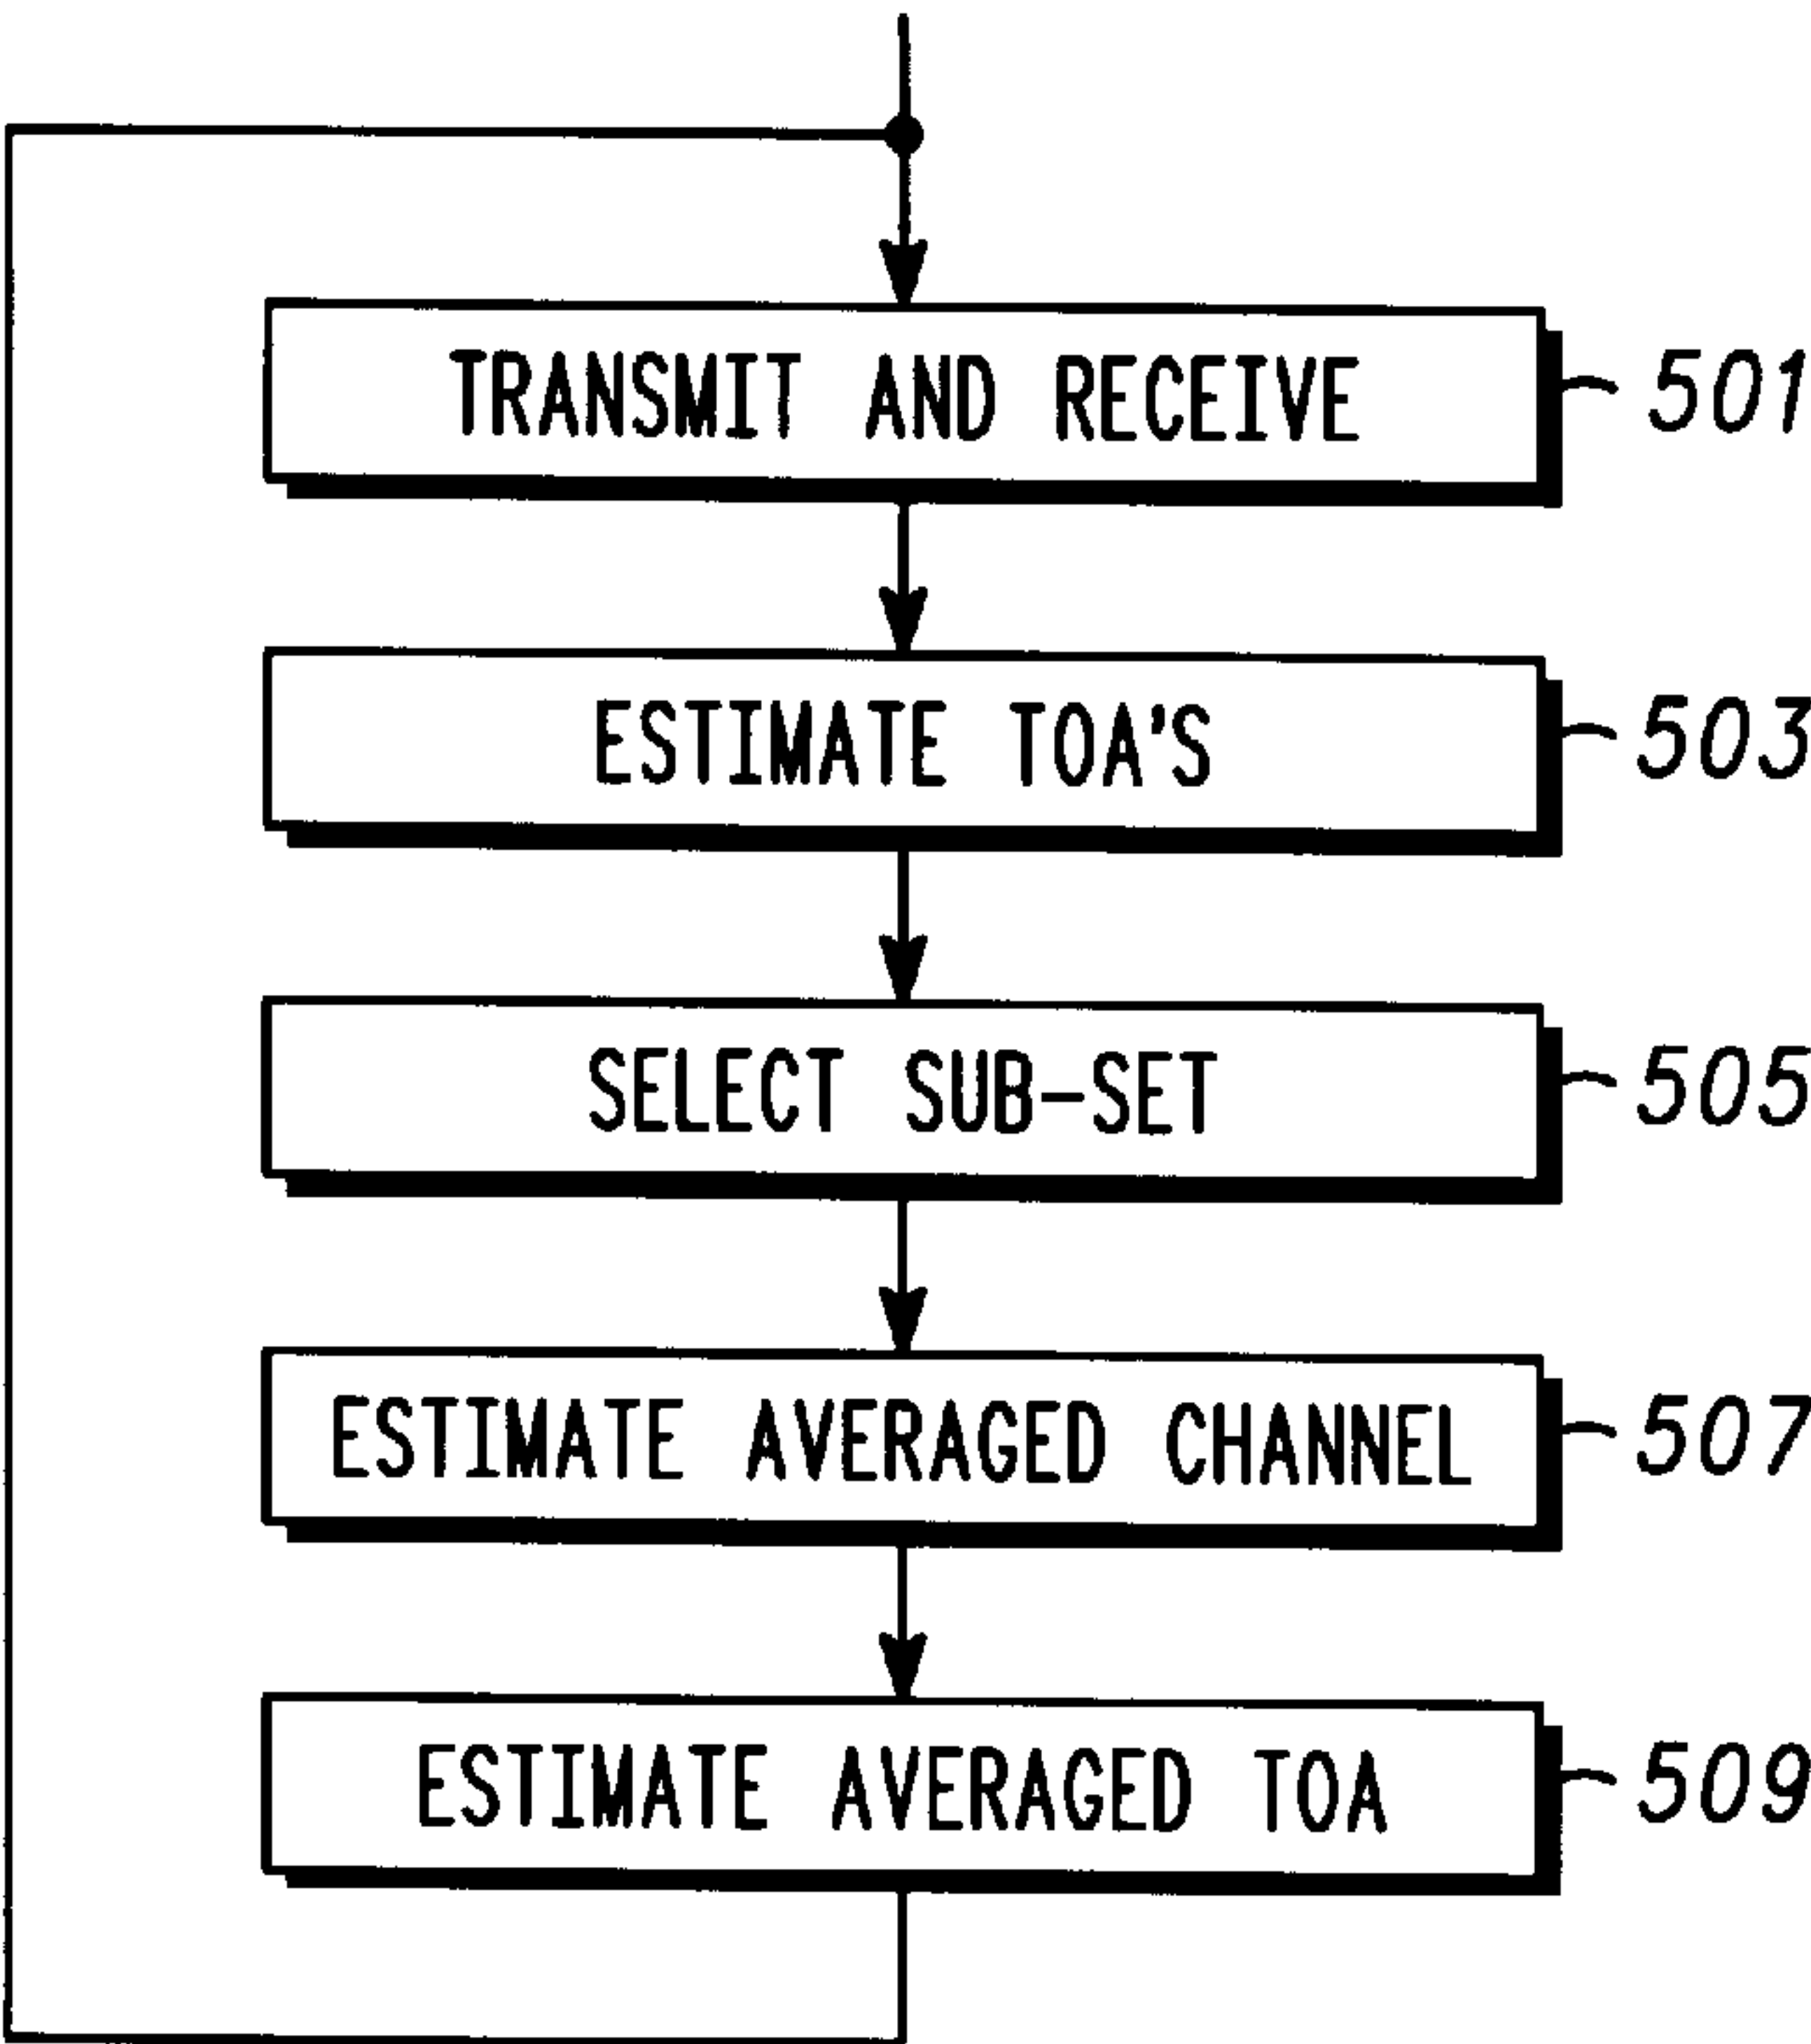 TRANSMIT AND RECEIVE 501
ESTIMATE TOA'S 503
SELECT SUB-SET 505
ESTIMATE AVERAGED CHANNEL 507
ESTIMATE AVERAGED TOA 509